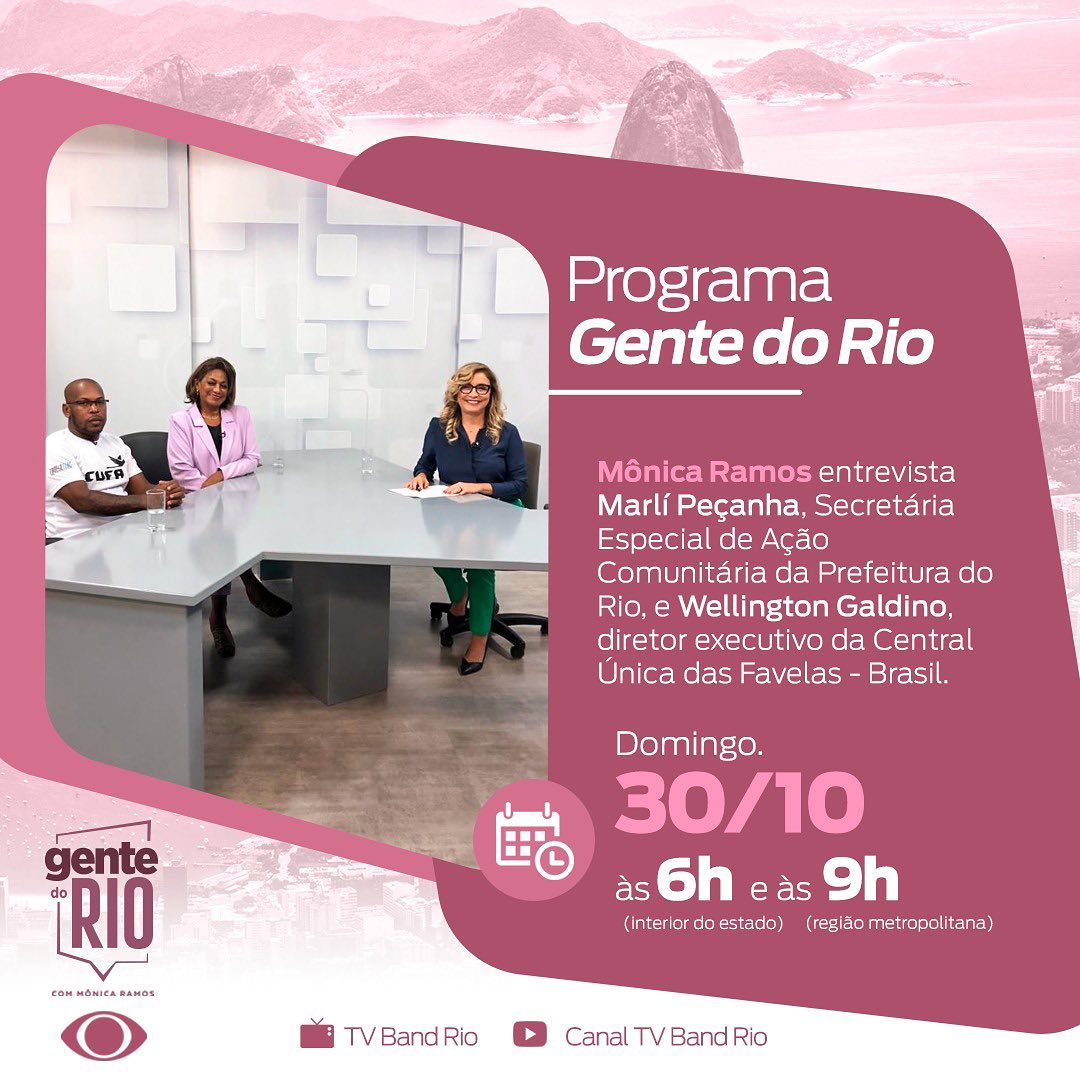 Programa
Gente do Rio
Mônica Ramos entrevista
Marlí Peçanha, Secretária
Especial de Ação
Comunitária da Prefeitura do
Rio, e Wellington Galdino,
diretor executivo da Central
Única das Favelas - Brasil.
Domingo.
30/10
às 6h e às 9h
(interior do estado) (região metropolitana)
CUFA
gente
do
RIO
COM MÔNICA RAMOS
TV Band Rio
Canal TV Band Rio